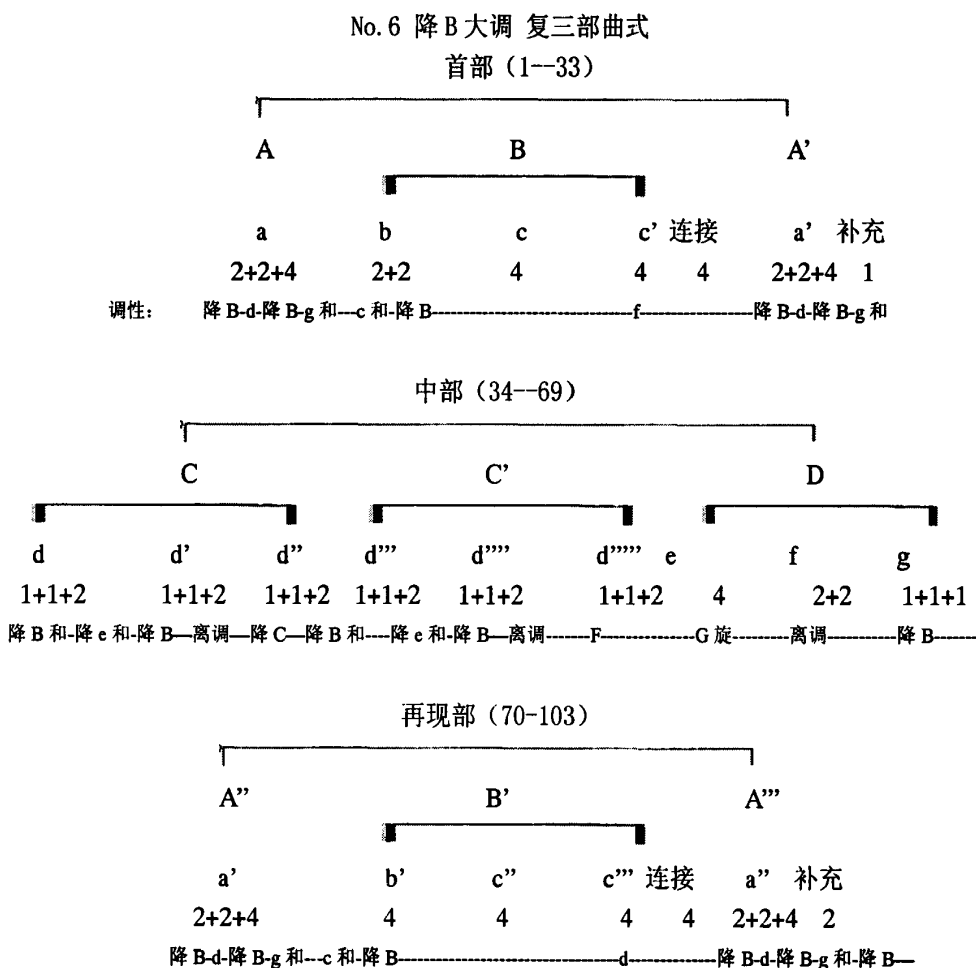 No.6 降B大调 复三部曲式
首部（1--33）
A B A’
a b c c’ 连接 a’ 补充
2+2+4 2+2 4 4 4 2+2+4 1
调性： 降B-d-降B-g和---c和-降B-----------------------------f----------------降B-d-降B-g和
中部（34--69）
C C’ D
d d’ d” d’” d”” d””’ e f g
1+1+2 1+1+2 1+1+2 1+1+2 1+1+2 1+1+2 4 2+2 1+1+1
降B和-降e和-降B—离调—降C—降B和----降e和-降B—离调------F------------G旋---------离调-----------降B-------
再现部（70-103）
A” B’ A’”
a’ b’ c” c’” 连接 a” 补充
2+2+4 4 4 4 4 2+2+4 2
降B-d-降B-g和---c和-降B-------------------------------d--------------降B-d-降B-g和-降B—